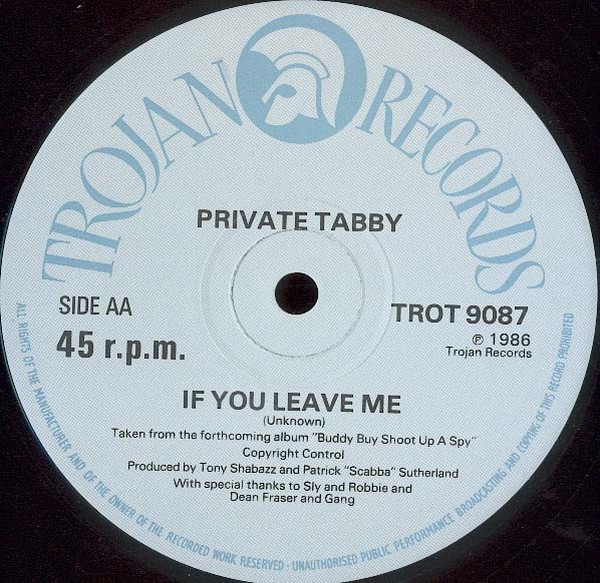 TROJAN RECORDS
PRIVATE TABBY
SIDE AA
45 r.p.m.
TROT 9087
℗ 1986
Trojan Records
IF YOU LEAVE ME
(Unknown)
Taken from the forthcoming album "Buddy Buy Shoot Up A Spy"
Copyright Control
Produced by Tony Shabazz and Patrick "Scabba" Sutherland
With special thanks to Sly and Robbie and
Dean Fraser and Gang
ALL RIGHTS OF THE MANUFACTURER AND OF THE OWNER OF THE RECORDED WORK RESERVED - UNAUTHORISED PUBLIC PERFORMANCE BROADCASTING AND COPYING OF THIS RECORD PROHIBITED